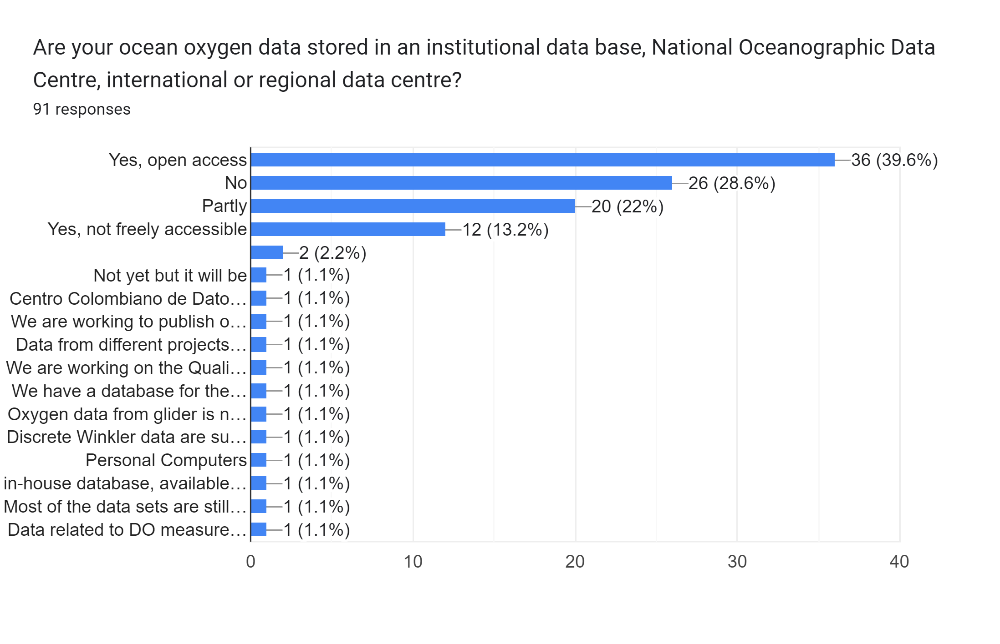 Are your ocean oxygen data stored in an institutional data base, National Oceanographic Data
Centre, international or regional data centre?
91 responses
Yes, open access 36 (39.6%)
No 26 (28.6%)
Partly 20 (22%)
Yes, not freely accessible 12 (13.2%)
2 (2.2%)
Not yet but it will be 1 (1.1%)
Centro Colombiano de Dato… 1 (1.1%)
We are working to publish o… 1 (1.1%)
Data from different projects… 1 (1.1%)
We are working on the Quali… 1 (1.1%)
We have a database for the… 1 (1.1%)
Oxygen data from glider is n… 1 (1.1%)
Discrete Winkler data are su… 1 (1.1%)
Personal Computers 1 (1.1%)
in-house database, available… 1 (1.1%)
Most of the data sets are still… 1 (1.1%)
Data related to DO measure… 1 (1.1%)
0 10 20 30 40